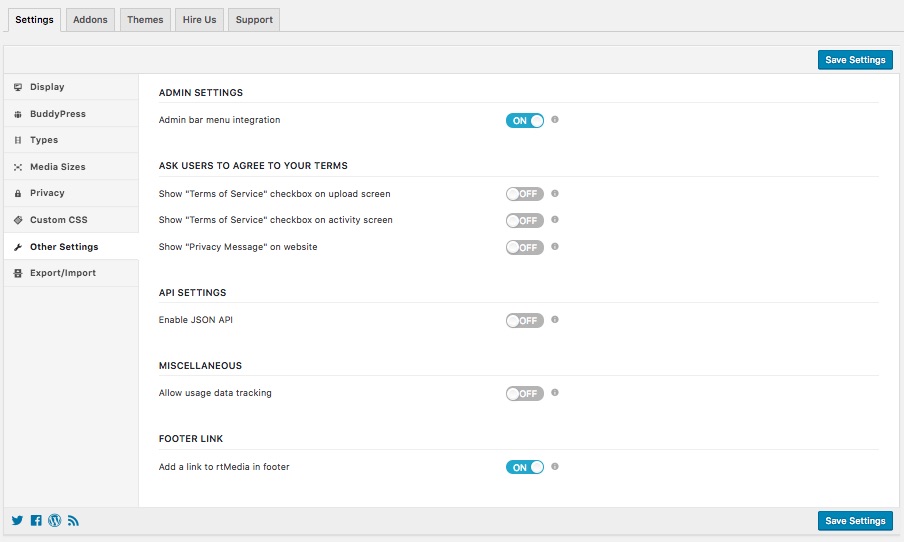 Settings Addons Themes Hire Us Support
Save Settings
Display
BuddyPress
Types
Media Sizes
Privacy
Custom CSS
Other Settings
Export/Import
ADMIN SETTINGS
Admin bar menu integration ON
ASK USERS TO AGREE TO YOUR TERMS
Show "Terms of Service" checkbox on upload screen OFF
Show "Terms of Service" checkbox on activity screen OFF
Show "Privacy Message" on website OFF
API SETTINGS
Enable JSON API OFF
MISCELLANEOUS
Allow usage data tracking OFF
FOOTER LINK
Add a link to rtMedia in footer ON
Save Settings